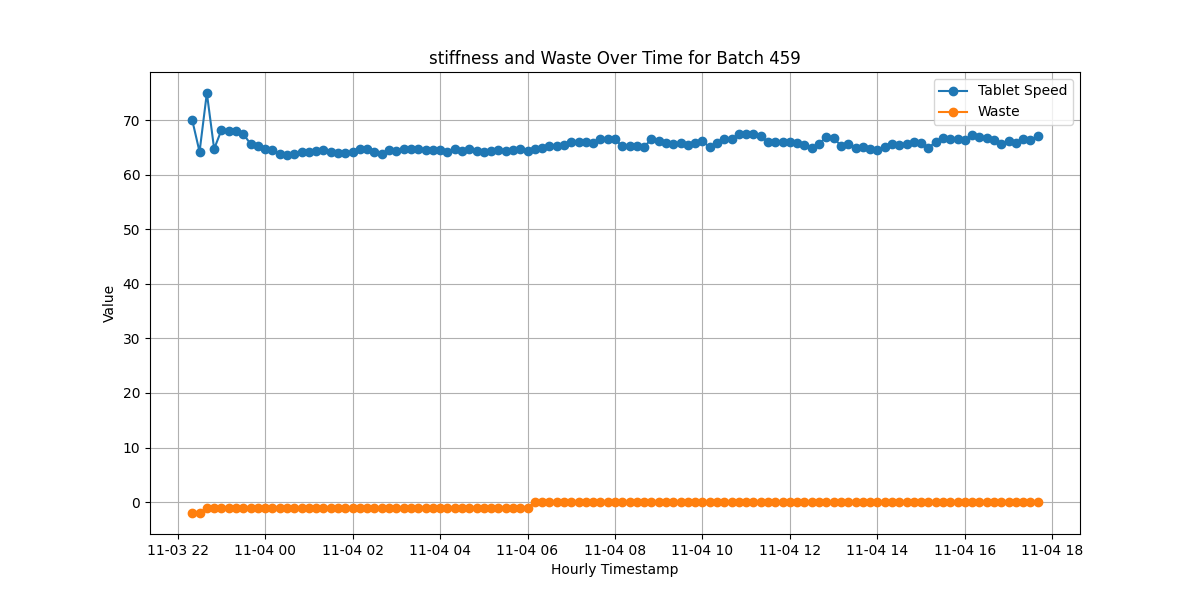 stiffness and Waste Over Time for Batch 459
Tablet Speed
Waste
Value
70
60
50
40
30
20
10
0
11-03 22 11-04 00 11-04 02 11-04 04 11-04 06 11-04 08 11-04 10 11-04 12 11-04 14 11-04 16 11-04 18
Hourly Timestamp